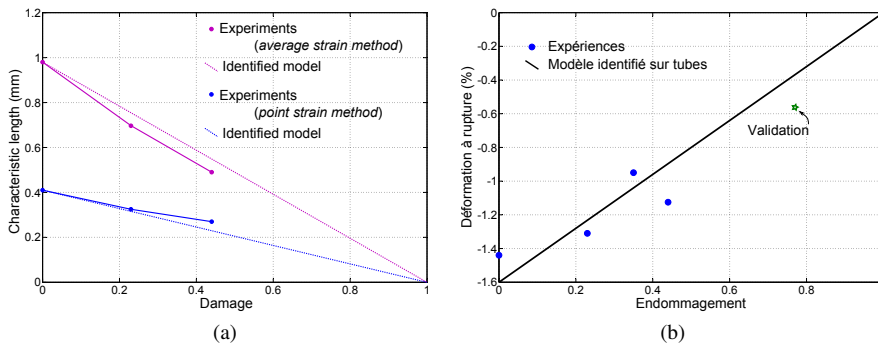 Experiments
(average strain method)
Identified model
Experiments
(point strain method)
Identified model
1.2
1
0.8
0.6
0.4
0.2
0
Characteristic length (mm)
0
0.2
0.4
0.6
0.8
1
Damage
(a)
Expériences
Modèle identifié sur tubes
Validation
0
-0.2
-0.4
-0.6
-0.8
-1
-1.2
-1.4
-1.6
Déformation à rupture (%)
0
0.2
0.4
0.6
0.8
Endommagement
(b)